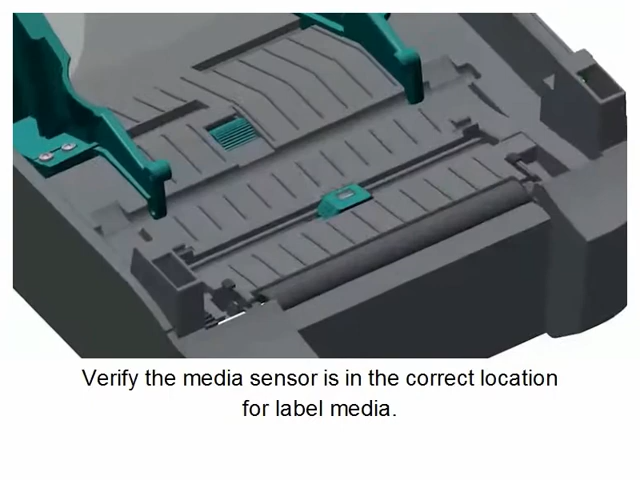 Verify the media sensor is in the correct location
for label media.